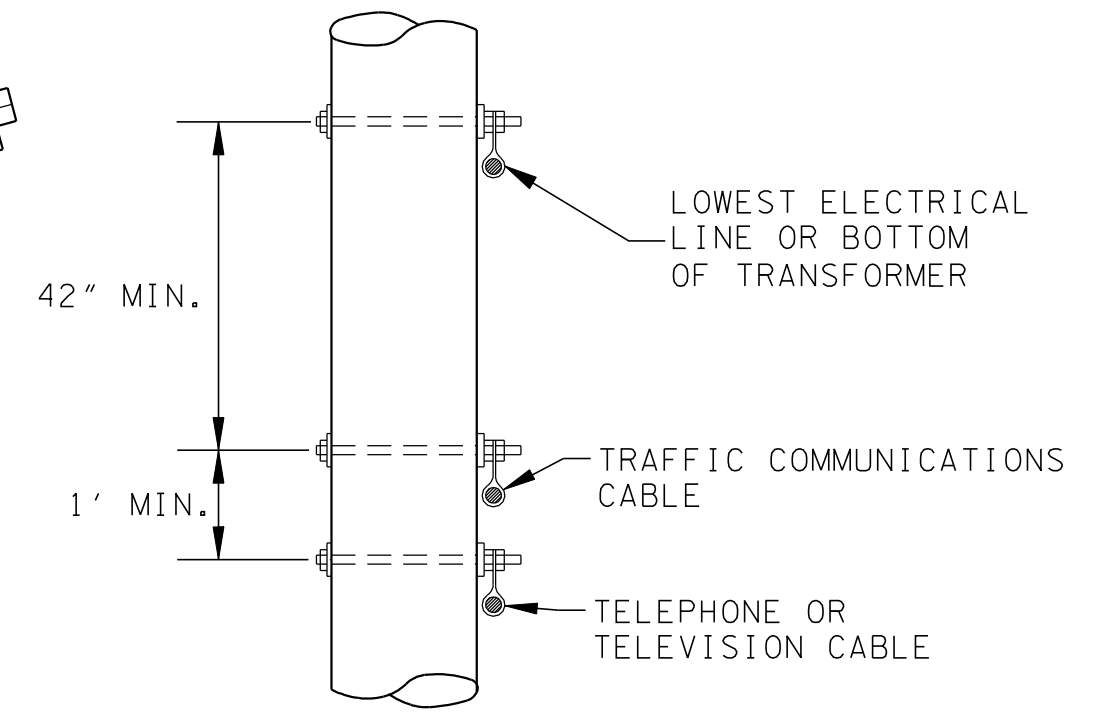 LOWEST ELECTRICAL
LINE OR BOTTOM
OF TRANSFORMER
42" MIN.
TRAFFIC COMMUNICATIONS
CABLE
1' MIN.
TELEPHONE OR
TELEVISION CABLE